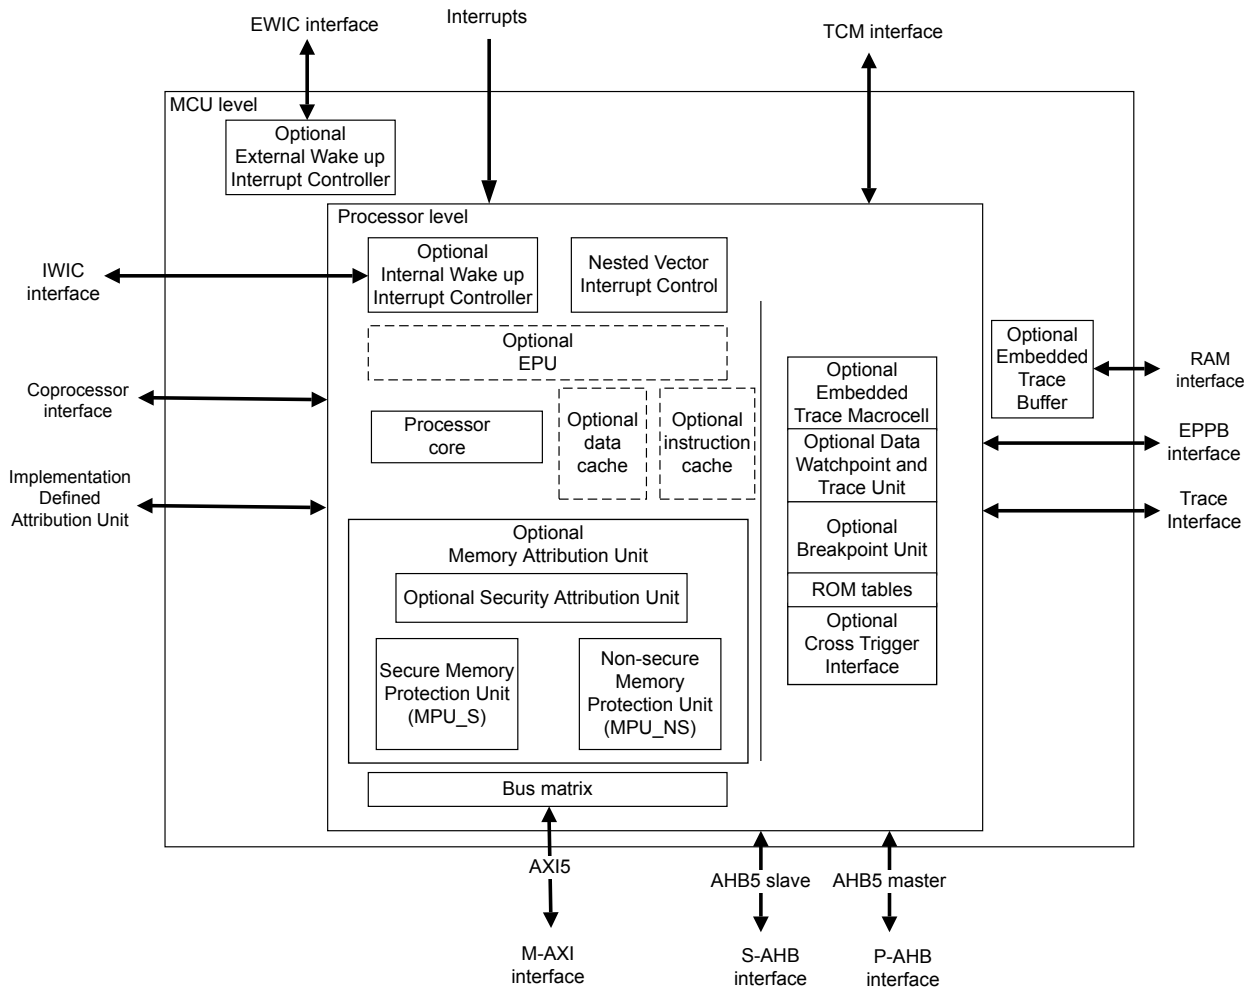 EWIC interface
Interrupts
TCM interface
MCU level
Optional
External Wake up
Interrupt Controller
Processor level
Optional
Internal Wake up
Interrupt Controller
Nested Vector
Interrupt Control
IWIC
interface
Optional
EPU
Optional
Embedded
Trace
Buffer
RAM
interface
Coprocessor
interface
Processor
core
Optional
data
cache
Optional
instruction
cache
Optional
Embedded
Trace Macrocell
Optional Data
Watchpoint and
Trace Unit
Optional
Breakpoint Unit
ROM tables
Optional
Cross Trigger
Interface
EPPB
interface
Trace
Interface
Implementation
Defined
Attribution Unit
Optional
Memory Attribution Unit
Optional Security Attribution Unit
Secure Memory
Protection Unit
(MPU_S)
Non-secure
Memory
Protection Unit
(MPU_NS)
Bus matrix
AXI5
AHB5 slave
AHB5 master
M-AXI
interface
S-AHB
interface
P-AHB
interface